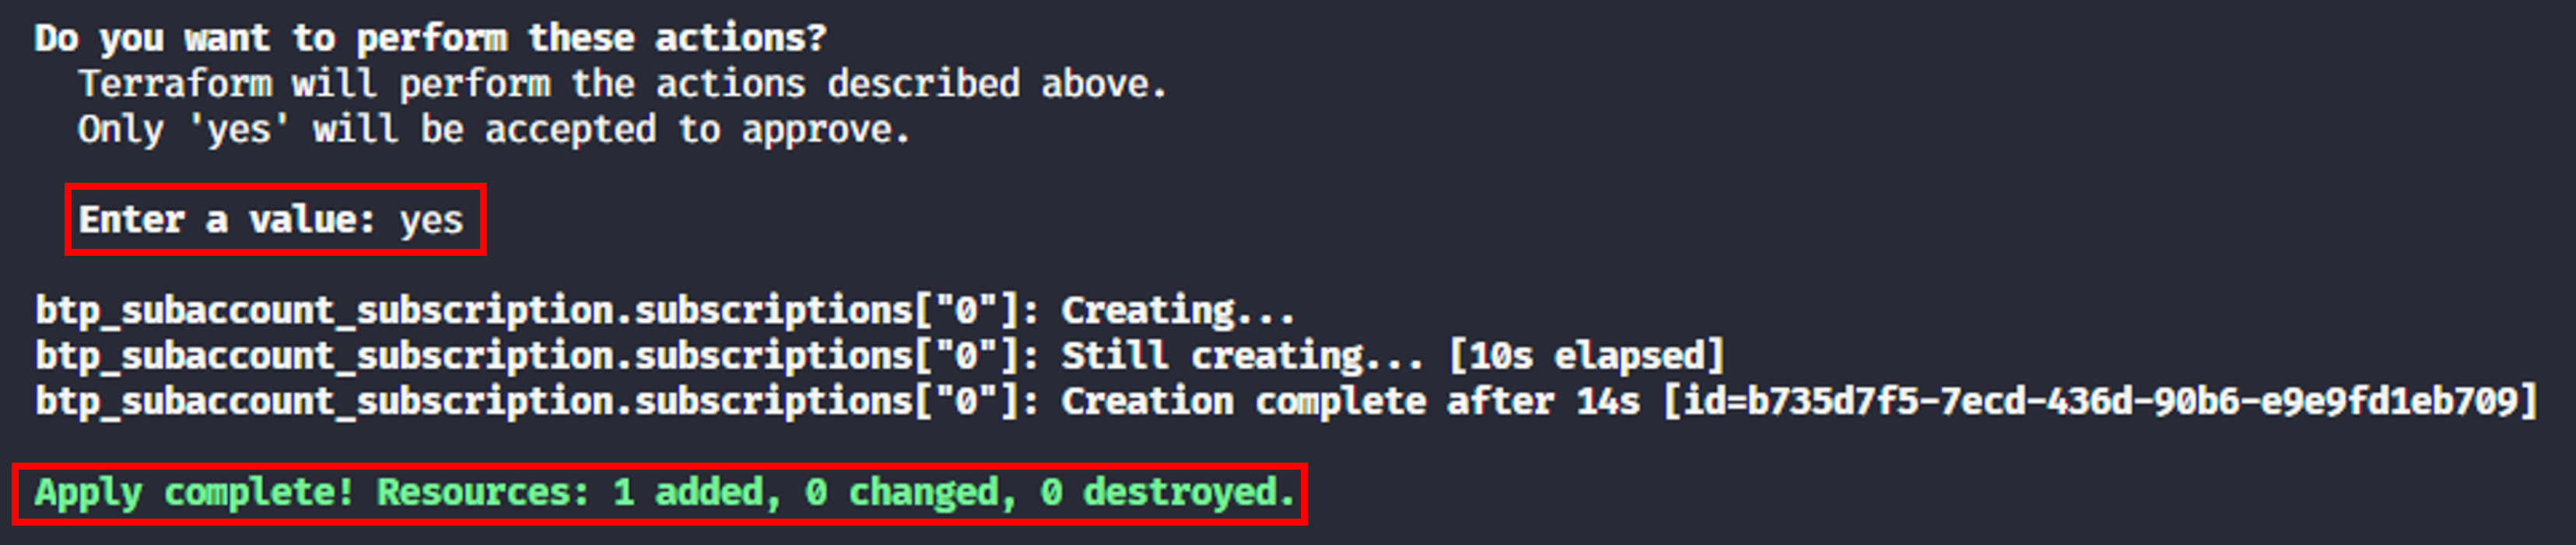 Do you want to perform these actions?
Terraform will perform the actions described above.
Only 'yes' will be accepted to approve.
Enter a value: yes
btp_subaccount_subscription.subscriptions["0"]: Creating...
btp_subaccount_subscription.subscriptions["0"]: Still creating... [10s elapsed]
btp_subaccount_subscription.subscriptions["0"]: Creation complete after 14s [id=b735d7f5-7ecd-436d-90b6-e9e9fd1eb709]
Apply complete! Resources: 1 added, 0 changed, 0 destroyed.